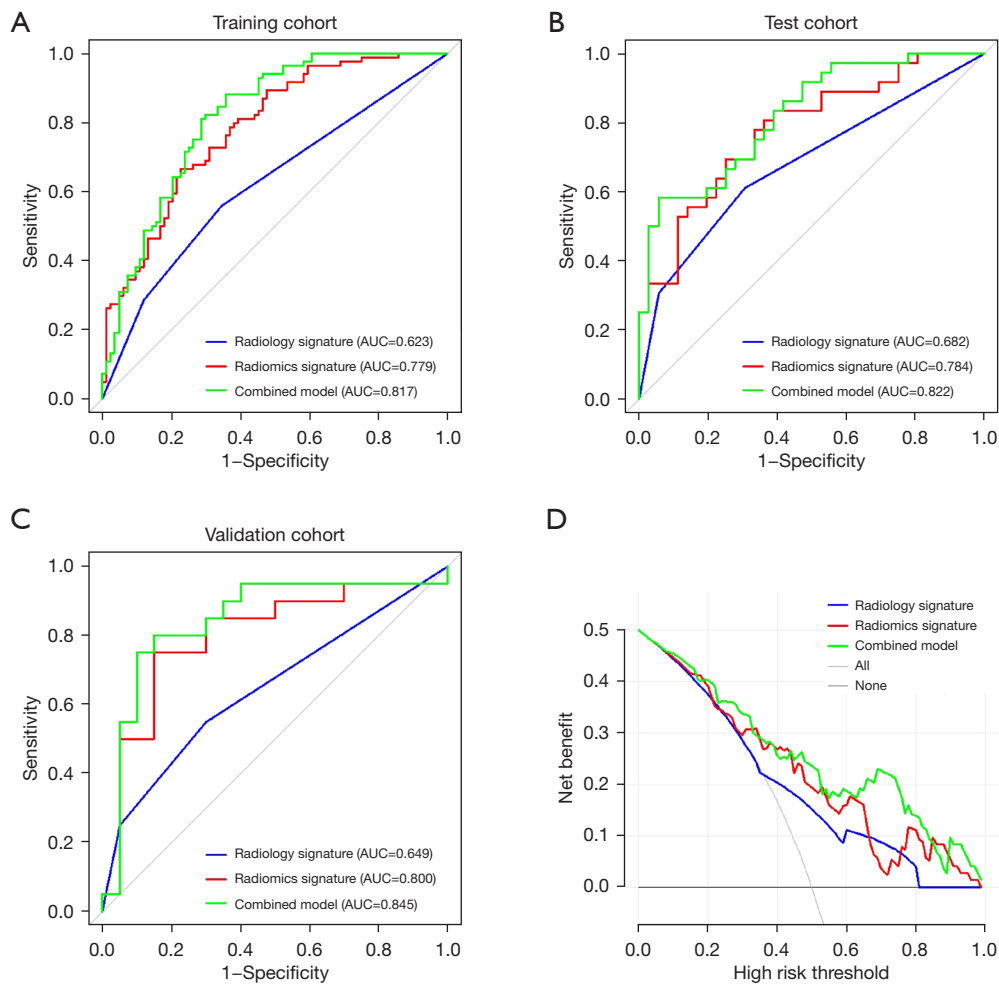 A
Training cohort
1.0
0.8
0.6
0.4
0.2
0.0
Sensitivity
Radiology signature (AUC=0.623)
Radiomics signature (AUC=0.779)
Combined model (AUC=0.817)
0.0 0.2 0.4 0.6 0.8 1.0
1−Specificity
B
Test cohort
1.0
0.8
0.6
0.4
0.2
0.0
Sensitivity
Radiology signature (AUC=0.682)
Radiomics signature (AUC=0.784)
Combined model (AUC=0.822)
0.0 0.2 0.4 0.6 0.8 1.0
1−Specificity
C
Validation cohort
1.0
0.8
0.6
0.4
0.2
0.0
Sensitivity
Radiology signature (AUC=0.649)
Radiomics signature (AUC=0.800)
Combined model (AUC=0.845)
0.0 0.2 0.4 0.6 0.8 1.0
1−Specificity
D
Radiology signature
Radiomics signature
Combined model
All
None
0.5
0.4
0.3
0.2
0.1
0.0
Net benefit
0.0 0.2 0.4 0.6 0.8 1.0
High risk threshold